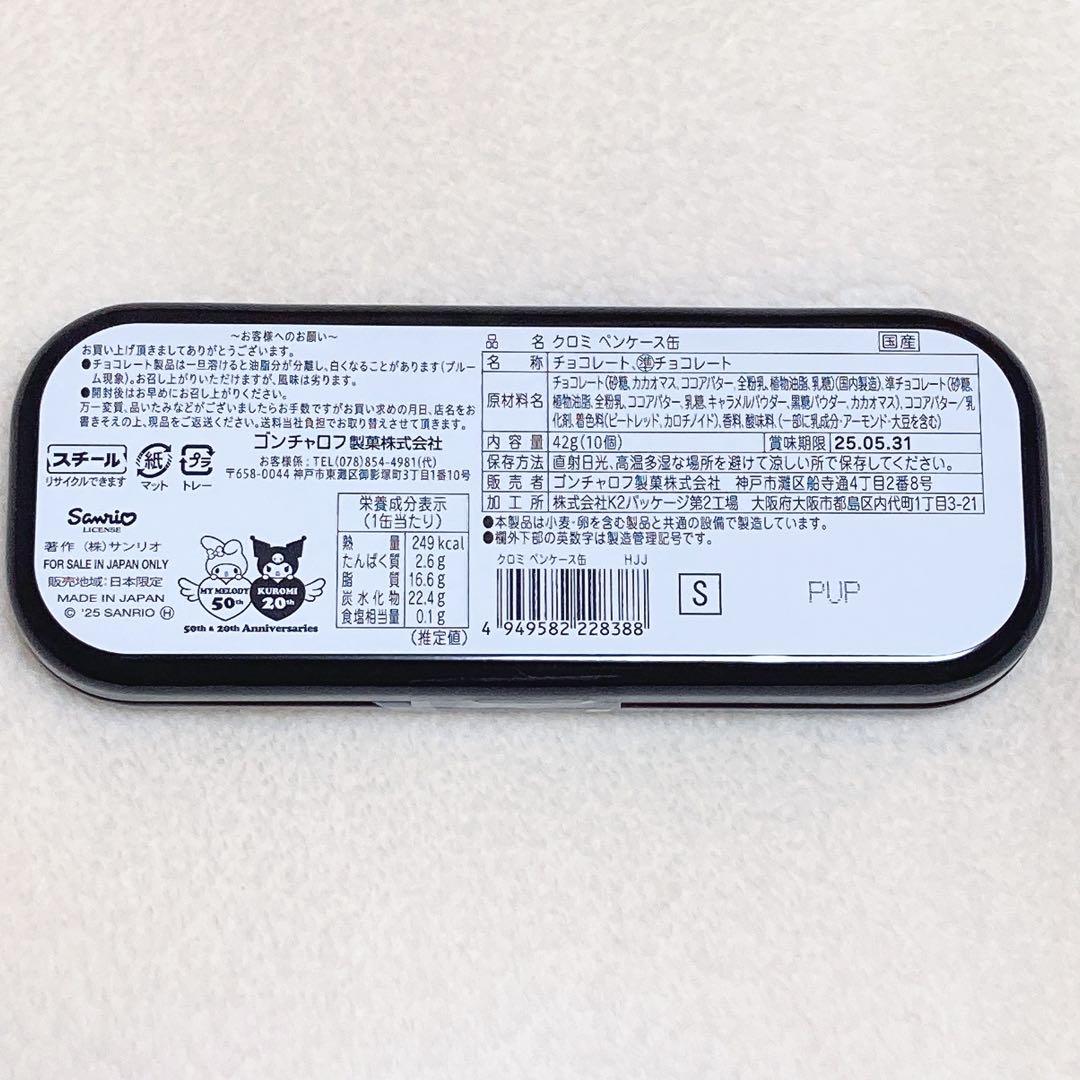 ～お客様へのお願い～
お買い上げ頂きましてありがとうございます。
●チョコレート製品は一旦溶けると油脂分が分離し、白くなることがあります(ブルー
ム現象)。お召し上がりいただけますが、風味は劣ります。
●開封後はお早めにお召し上がりください。
万一変質、品いたみなどがございましたらお手数ですがお買い求めの月日、店名をお
書きそえの上、現品をご返送ください。送料当社負担でお取り替えさせて頂きます。
ゴンチャロフ製菓株式会社
お客様係:TEL(078)854-4981(代)
〒658-0044 神戸市東灘区御影塚町3丁目1番10号
スチール
リサイクルできます
紙
マット
プラ
トレー
Sanrio
LICENSE
著作 (株)サンリオ
FOR SALE IN JAPAN ONLY
販売地域:日本限定
MADE IN JAPAN
© '25 SANRIO Ⓗ
MY MELODY
50th
KUROMI
20th
50th & 20th Anniversaries
栄養成分表示
(1缶当たり)
熱量 249kcal
たんぱく質 2.6g
脂質 16.6g
炭水化物 22.4g
食塩相当量 0.1g
(推定値)
品名 クロミ ペンケース缶 国産
名称 チョコレート、準チョコレート
原材料名 チョコレート(砂糖、カカオマス、ココアバター、全粉乳、植物油脂、乳糖)(国内製造)、準チョコレート(砂糖、
植物油脂、全粉乳、ココアバター、乳糖、キャラメルパウダー、黒糖パウダー、カカオマス)、ココアバター/乳
化剤、着色料(ビートレッド、カロチノイド)、香料、酸味料、(一部に乳成分・アーモンド・大豆を含む)
内容量 42g(10個) 賞味期限 25.05.31
保存方法 直射日光、高温多湿な場所を避けて涼しい所で保存してください。
販売者 ゴンチャロフ製菓株式会社 神戸市灘区船寺通4丁目2番8号
加工所 株式会社K2パッケージ第2工場 大阪府大阪市都島区内代町1丁目3-21
●本製品は小麦・卵を含む製品と共通の設備で製造しています。
●欄外下部の英数字は製造管理記号です。
クロミ ペンケース缶 HJJ
4 949582 228388
S
PUP